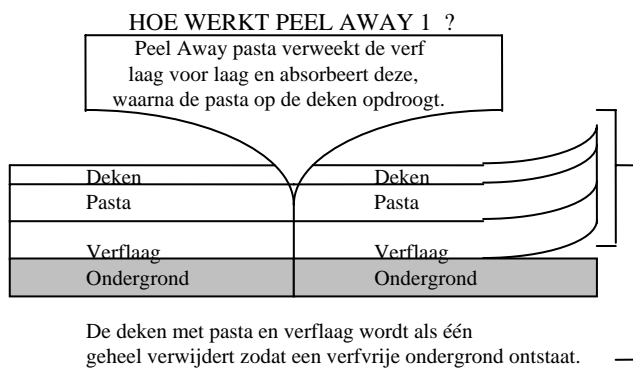 HOE WERKT PEEL AWAY 1 ?
Peel Away pasta verweekt de verf
laag voor laag en absorbeert deze,
waarna de pasta op de deken opdroogt.
Deken Deken
Pasta Pasta
Verflaag Verflaag
Ondergrond Ondergrond
De deken met pasta en verflaag wordt als één
geheel verwijdert zodat een verfvrije ondergrond ontstaat.